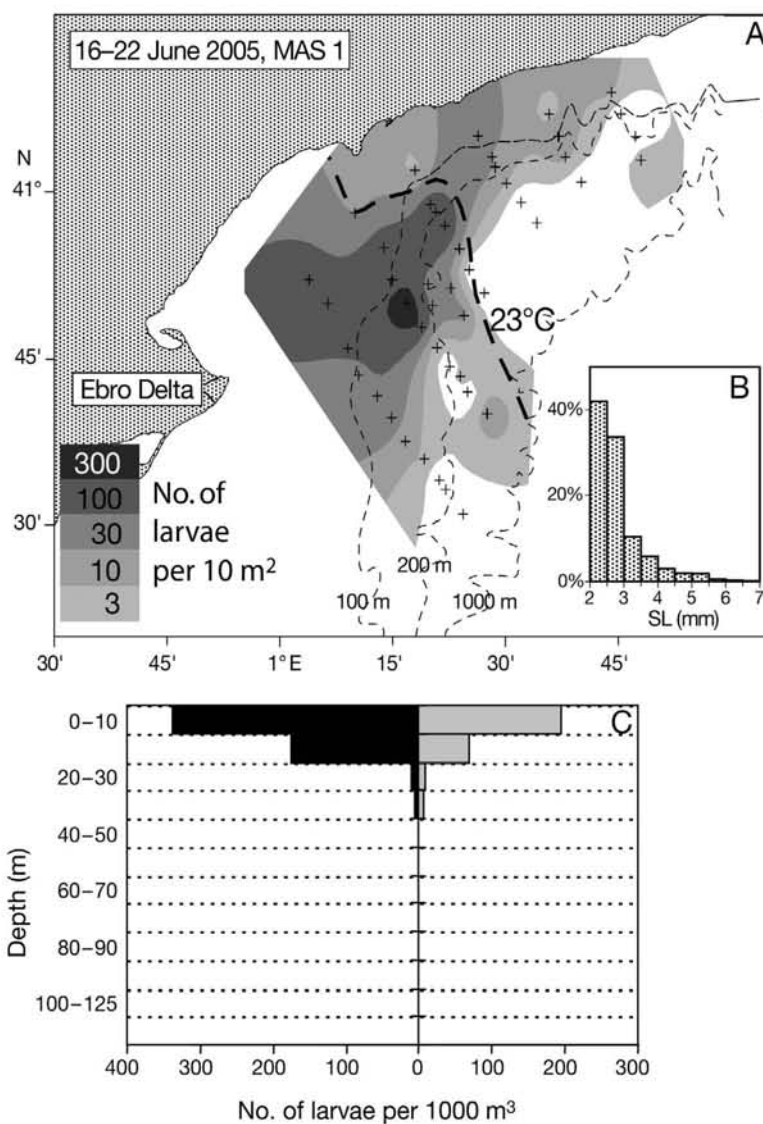 16–22 June 2005, MAS 1
A
N
41°
45'
30'
23°C
Ebro Delta
300
100
30
10
3
No. of
larvae
per 10 m²
100 m
200 m
1000 m
B
40%
20%
0%
2 3 4 5 6 7
SL (mm)
30' 45' 1°E 15' 30' 45'
C
0–10
20–30
40–50
60–70
80–90
100–125
Depth (m)
400 300 200 100 0 100 200 300
No. of larvae per 1000 m³